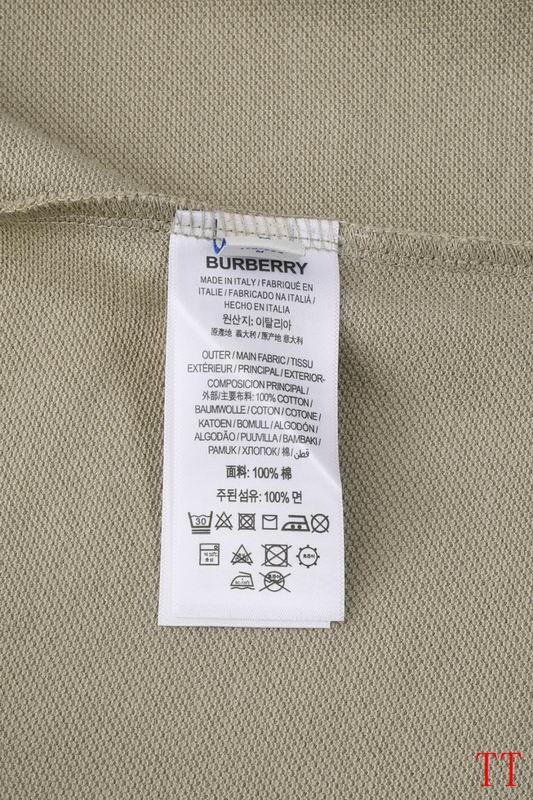 BURBERRY
MADE IN ITALY / FABRIQUÉ EN
ITALIE / FABRICADO NA ITALIÁ /
HECHO EN ITALIA
원산지: 이탈리아
原產地 義大利 / 原产地 意大利
OUTER / MAIN FABRIC / TISSU
EXTÉRIEUR / PRINCIPAL / EXTERIOR-
COMPOSICION PRINCIPAL /
外部/主要布料: 100% COTTON /
BAUMWOLLE / COTON / COTONE /
KATOEN / BOMULL / ALGODÓN /
ALGODÃO / PUUVILLA / BAMBAKI /
PAMUK / ХЛОПОК / 棉 / قطن
面料: 100% 棉
주된섬유: 100% 면
30
TT